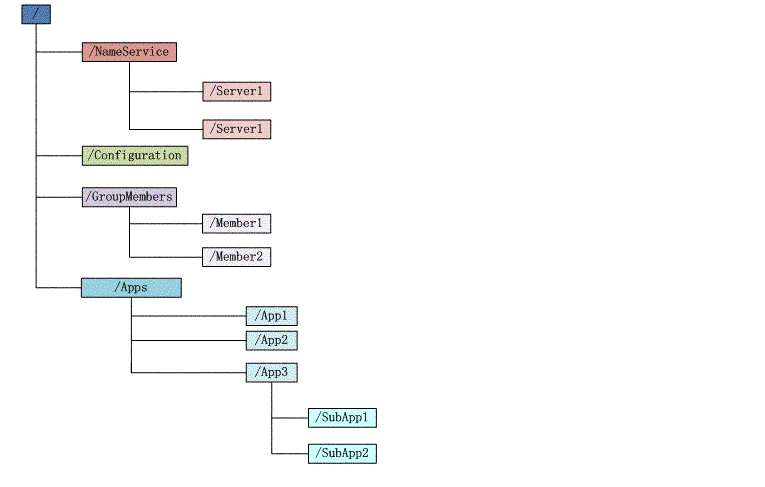 /
/NameService
/Server1
/Server1
/Configuration
/GroupMembers
/Member1
/Member2
/Apps
/App1
/App2
/App3
/SubApp1
/SubApp2